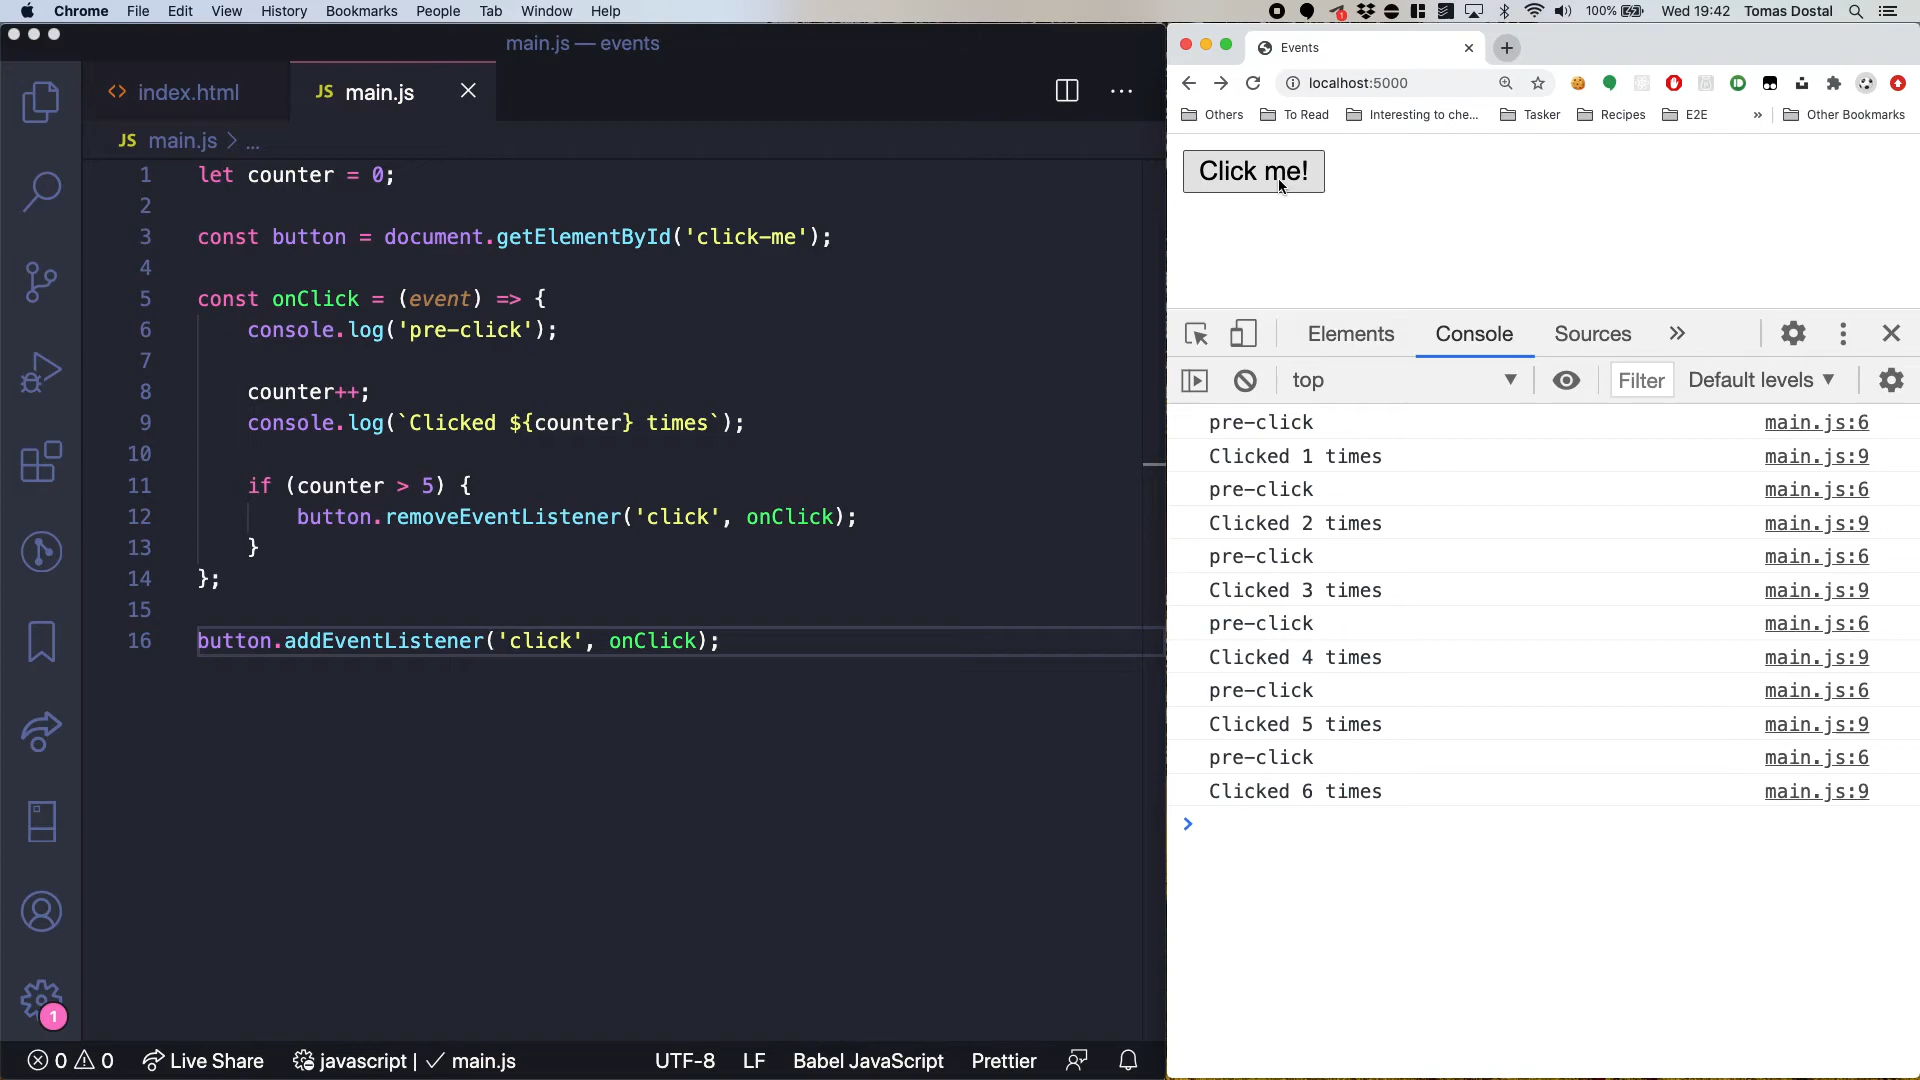 Chrome File Edit View History Bookmarks People Tab Window Help
1 100% Wed 19:42 Tomas Dostal
main.js — events
index.html
JS main.js
JS main.js > ...
1 let counter = 0;
2
3 const button = document.getElementById('click-me');
4
5 const onClick = (event) => {
6 console.log('pre-click');
7
8 counter++;
9 console.log(`Clicked ${counter} times`);
10
11 if (counter > 5) {
12 button.removeEventListener('click', onClick);
13 }
14 };
15
16 button.addEventListener('click', onClick);
1
0 0 Live Share javascript | main.js UTF-8 LF Babel JavaScript Prettier
Events
localhost:5000
Others To Read Interesting to che... Tasker Recipes E2E » Other Bookmarks
Click me!
Elements Console Sources »
top Filter Default levels
pre-click main.js:6
Clicked 1 times main.js:9
pre-click main.js:6
Clicked 2 times main.js:9
pre-click main.js:6
Clicked 3 times main.js:9
pre-click main.js:6
Clicked 4 times main.js:9
pre-click main.js:6
Clicked 5 times main.js:9
pre-click main.js:6
Clicked 6 times main.js:9
>